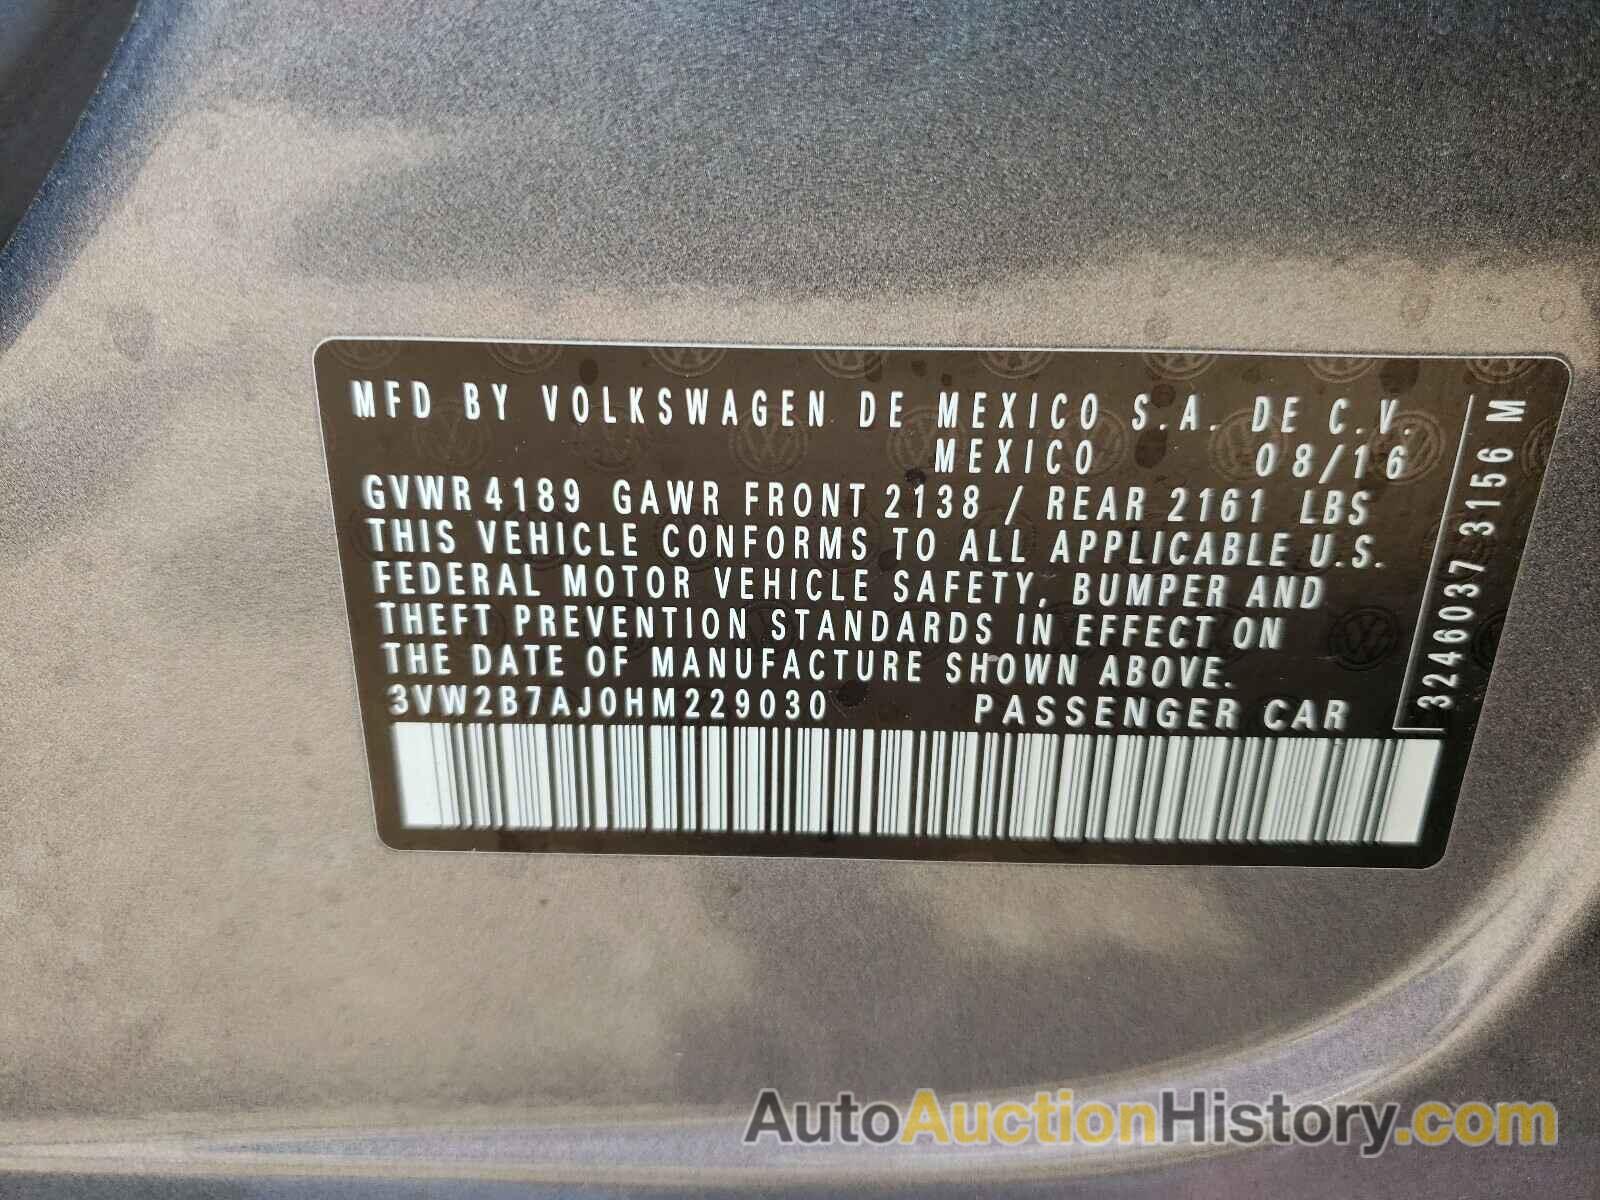 MFD BY VOLKSWAGEN DE MEXICO S.A. DE C.V.
MEXICO 08/16
GVWR 4189 GAWR FRONT 2138 / REAR 2161 LBS
THIS VEHICLE CONFORMS TO ALL APPLICABLE U.S.
FEDERAL MOTOR VEHICLE SAFETY, BUMPER AND
THEFT PREVENTION STANDARDS IN EFFECT ON
THE DATE OF MANUFACTURE SHOWN ABOVE.
3VW2B7AJ0HM229030 PASSENGER CAR
3246037 3156 M
AutoAuctionHistory.com